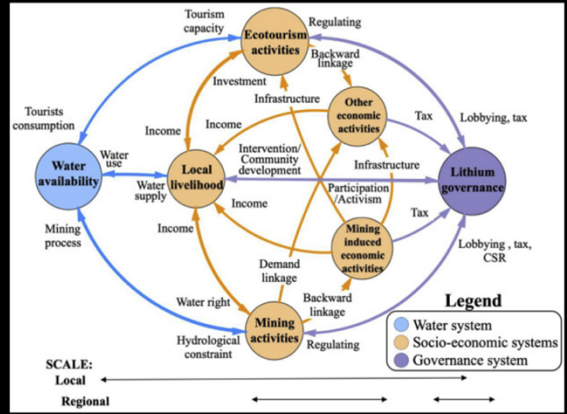 Tourism
capacity
Regulating
Ecotourism
activities
Backward
linkage
Investment
Infrastructure
Tourists
consumption
Other
economic
activities
Tax
Lobbying, tax
Income
Income
Intervention/
Community
development
Infrastructure
Water
availability
Water
use
Local
livelihood
Lithium
governance
Water
supply
Participation
/Activism
Income
Income
Tax
Mining
process
Mining
induced
economic
activities
Lobbying , tax,
CSR
Demand
linkage
Water right
Backward
linkage
Mining
activities
Hydrological
constraint
Regulating
Legend
Water system
Socio-economic systems
Governance system
SCALE:
Local
Regional